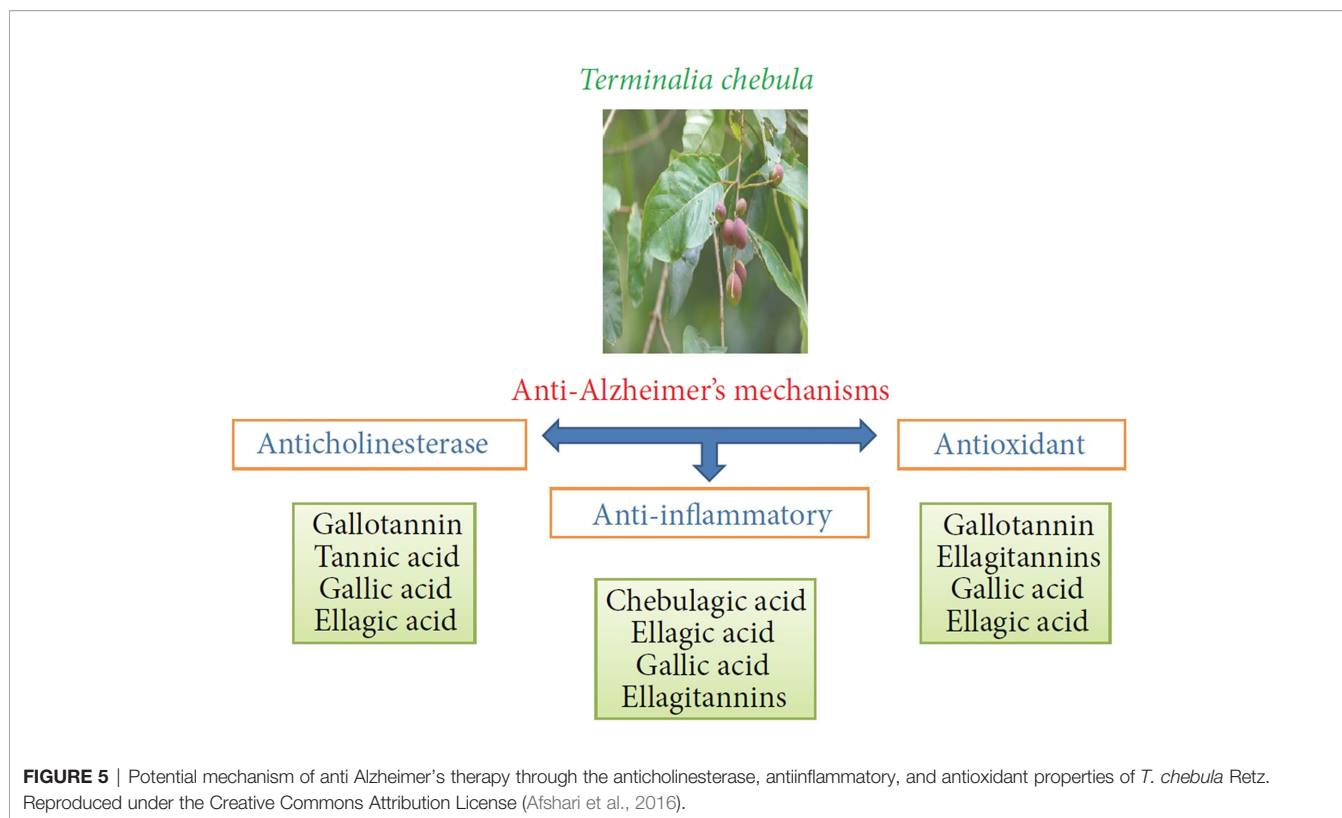 Terminalia chebula
Anti-Alzheimer's mechanisms
Anticholinesterase
Gallotannin
Tannic acid
Gallic acid
Ellagic acid
Anti-inflammatory
Chebulagic acid
Ellagic acid
Gallic acid
Ellagitannins
Antioxidant
Gallotannin
Ellagitannins
Gallic acid
Ellagic acid
FIGURE 5 | Potential mechanism of anti Alzheimer's therapy through the anticholinesterase, antiinflammatory, and antioxidant properties of T. chebula Retz.
Reproduced under the Creative Commons Attribution License (Afshari et al., 2016).